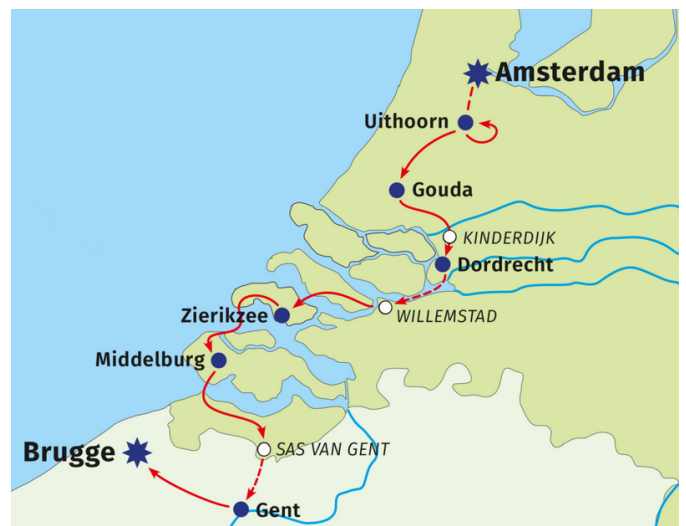 Amsterdam
Uithoorn
Gouda
KINDERDIJK
Dordrecht
Zierikzee
WILLEMSTAD
Middelburg
Brugge
SAS VAN GENT
Gent